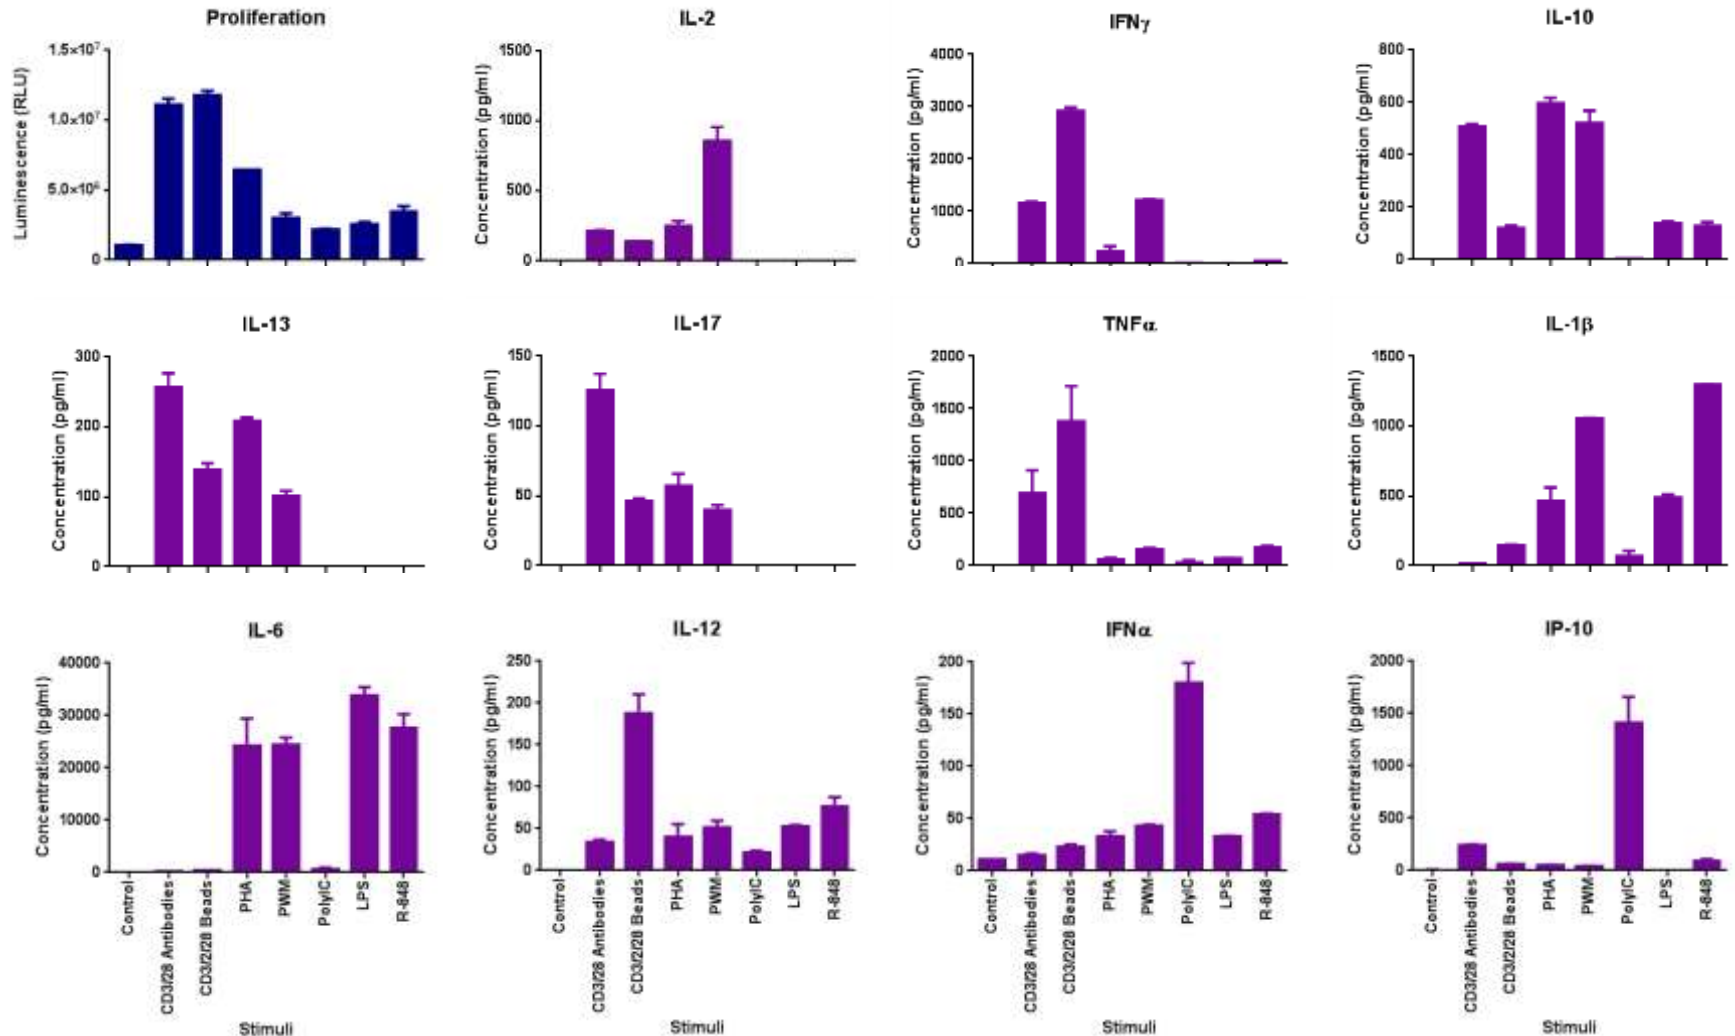 Proliferation
Luminescence (RLU)
1.5×10⁷
1.0×10⁷
5.0×10⁶
0
IL-2
Concentration (pg/ml)
1500
1000
500
0
IFNγ
Concentration (pg/ml)
4000
3000
2000
1000
0
IL-10
Concentration (pg/ml)
800
600
400
200
0
IL-13
Concentration (pg/ml)
300
200
100
0
IL-17
Concentration (pg/ml)
150
100
50
0
TNFα
Concentration (pg/ml)
2000
1500
1000
500
0
IL-1β
Concentration (pg/ml)
1500
1000
500
0
IL-6
Concentration (pg/ml)
40000
30000
20000
10000
0
Control
CD3/28 Antibodies
CD3/2/28 Beads
PHA
PWM
PolyIC
LPS
R-848
Stimuli
IL-12
Concentration (pg/ml)
250
200
150
100
50
0
Control
CD3/28 Antibodies
CD3/2/28 Beads
PHA
PWM
PolyIC
LPS
R-848
Stimuli
IFNα
Concentration (pg/ml)
200
150
100
50
0
Control
CD3/28 Antibodies
CD3/2/28 Beads
PHA
PWM
PolyIC
LPS
R-848
Stimuli
IP-10
Concentration (pg/ml)
2000
1500
1000
500
0
Control
CD3/28 Antibodies
CD3/2/28 Beads
PHA
PWM
PolyIC
LPS
R-848
Stimuli